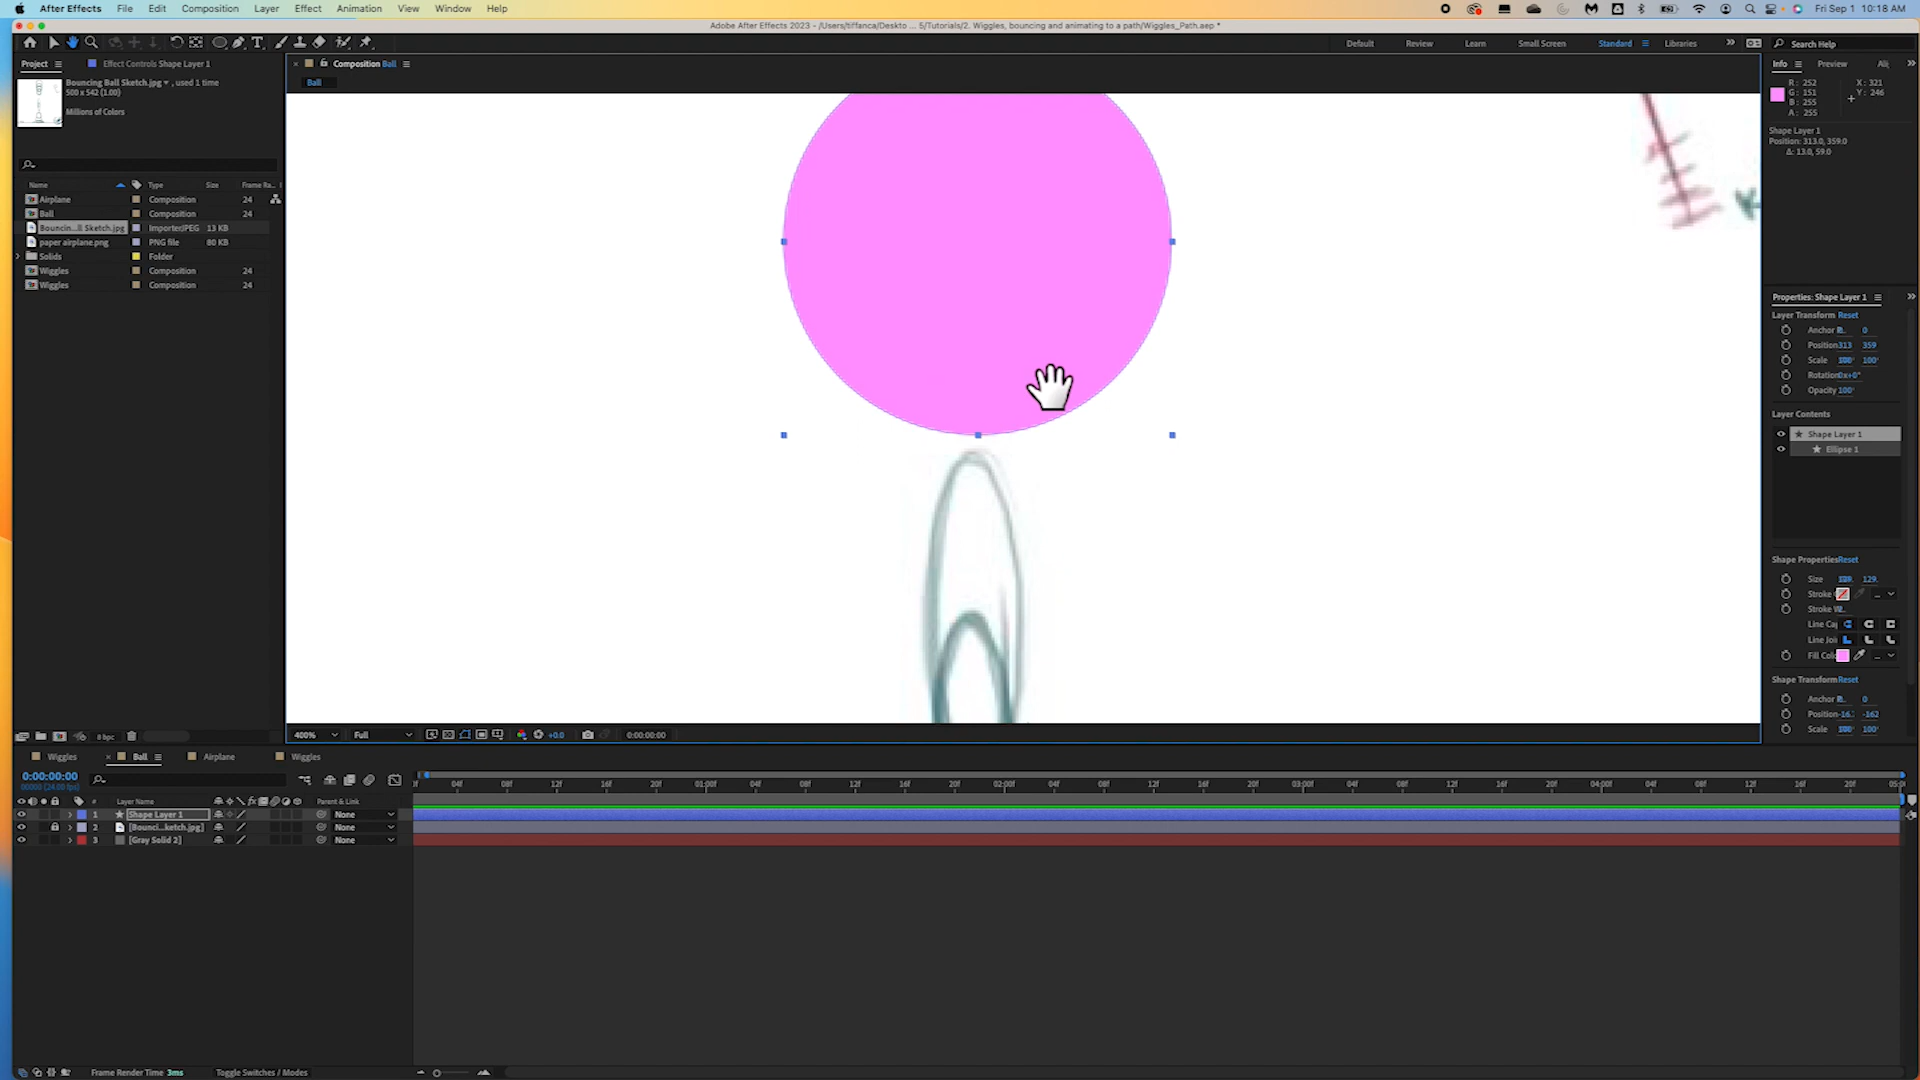 After Effects File Edit Composition Layer Effect Animation View Window Help Fri Sep 1 10:18 AM
Adobe After Effects 2023 - /Users/tiffanca/Deskto ... 5/Tutorials/2. Wiggles, bouncing and animating to a path/Wiggles_Path.aep *
Default Review Learn Small Screen Standard Libraries Search Help
Project Effect Controls Shape Layer 1 Composition Ball Info Preview
Bouncing Ball Sketch.jpg , used 1 time
500 x 542 (1.00)
Millions of Colors
Ball
R : 252 X : 321
G : 151 Y : 246
B : 255
A : 255
Shape Layer 1
Position: 313.0, 359.0
Δ: 13.0, 59.0
Name Type Size Frame Ra..
Airplane Composition 24
Ball Composition 24
Bouncin...ll Sketch.jpg ImporterJPEG 13 KB
paper airplane.png PNG file 80 KB
Solids Folder
Wiggles Composition 24
Wiggles Composition 24
Properties: Shape Layer 1
Layer Transform Reset
Anchor 0
Position 313 359
Scale 100 100
Rotation 0x+0°
Opacity 100
Layer Contents
Shape Layer 1
Ellipse 1
Shape Properties Reset
Size 129.
Stroke
Stroke W
Line Ca
Line Joi
Fill Col
Shape Transform Reset
Anchor 0
Position -162
Scale 100 100
8 bpc 400% Full +0.0 0:00:00:00
Wiggles Ball Airplane Wiggles
0:00:00:00
00000 (24.00 fps)
04f 08f 12f 16f 20f 01:00f 04f 08f 12f 16f 20f 02:00f 04f 08f 12f 16f 20f 03:00f 04f 08f 12f 16f 20f 04:00f 04f 08f 12f 16f 20f
# Layer Name fx Parent & Link
1 Shape Layer 1 None
2 [Bounci...ketch.jpg] None
3 [Gray Solid 2] None
Frame Render Time 3ms Toggle Switches / Modes